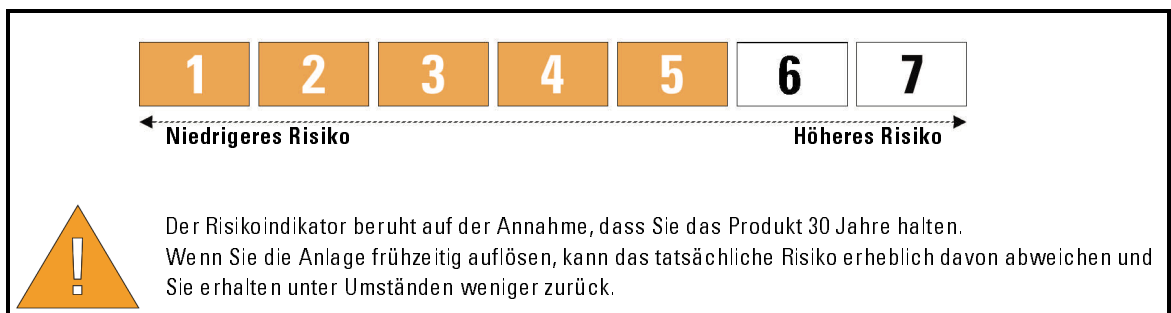 1 2 3 4 5 6 7
Niedrigeres Risiko Höheres Risiko
!
Der Risikoindikator beruht auf der Annahme, dass Sie das Produkt 30 Jahre halten.
Wenn Sie die Anlage frühzeitig auflösen, kann das tatsächliche Risiko erheblich davon abweichen und
Sie erhalten unter Umständen weniger zurück.